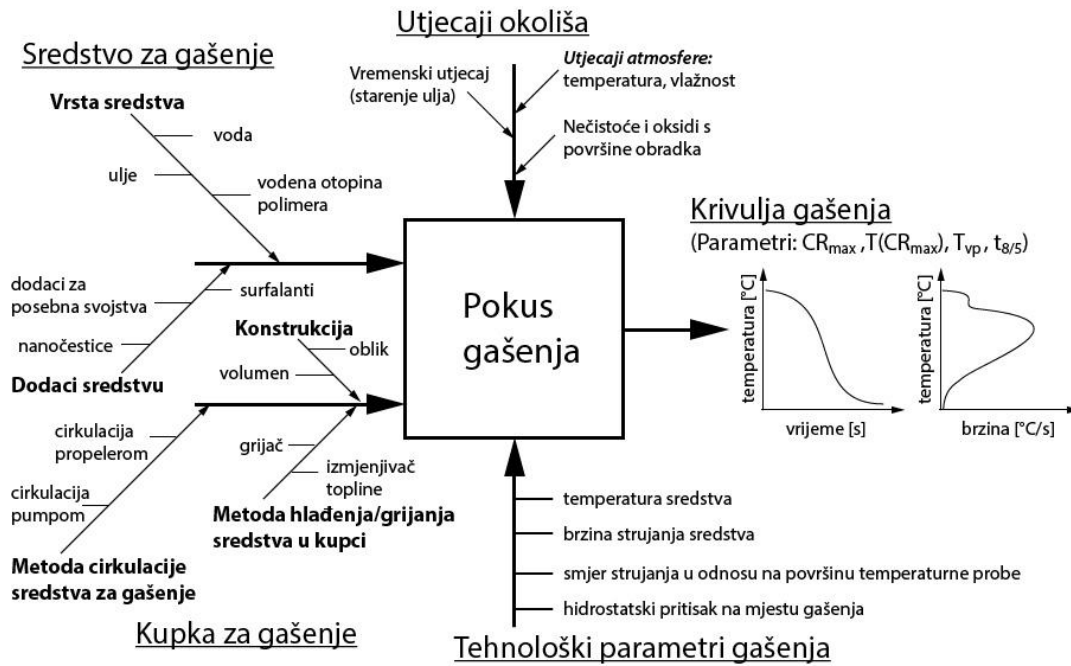 Utjecaji okoliša
Sredstvo za gašenje
Vremenski utjecaj
(starenje ulja)
Utjecaji atmosfere:
temperatura, vlažnost
Nečistoće i oksidi s
površine obradka
Vrsta sredstva
voda
ulje
vodena otopina
polimera
dodaci za
posebna svojstva
surfalanti
nanočestice
Dodaci sredstvu
Konstrukcija
oblik
volumen
Pokus
gašenja
Krivulja gašenja
(Parametri: CRmax ,T(CRmax), Tvp , t8/5)
temperatura [°C]
vrijeme [s]
temperatura [°C]
brzina [°C/s]
cirkulacija
propelerom
cirkulacija
pumpom
Metoda cirkulacije
sredstva za gašenje
grijač
izmjenjivač
topline
Metoda hlađenja/grijanja
sredstva u kupci
Kupka za gašenje
temperatura sredstva
brzina strujanja sredstva
smjer strujanja u odnosu na površinu temperaturne probe
hidrostatski pritisak na mjestu gašenja
Tehnološki parametri gašenja